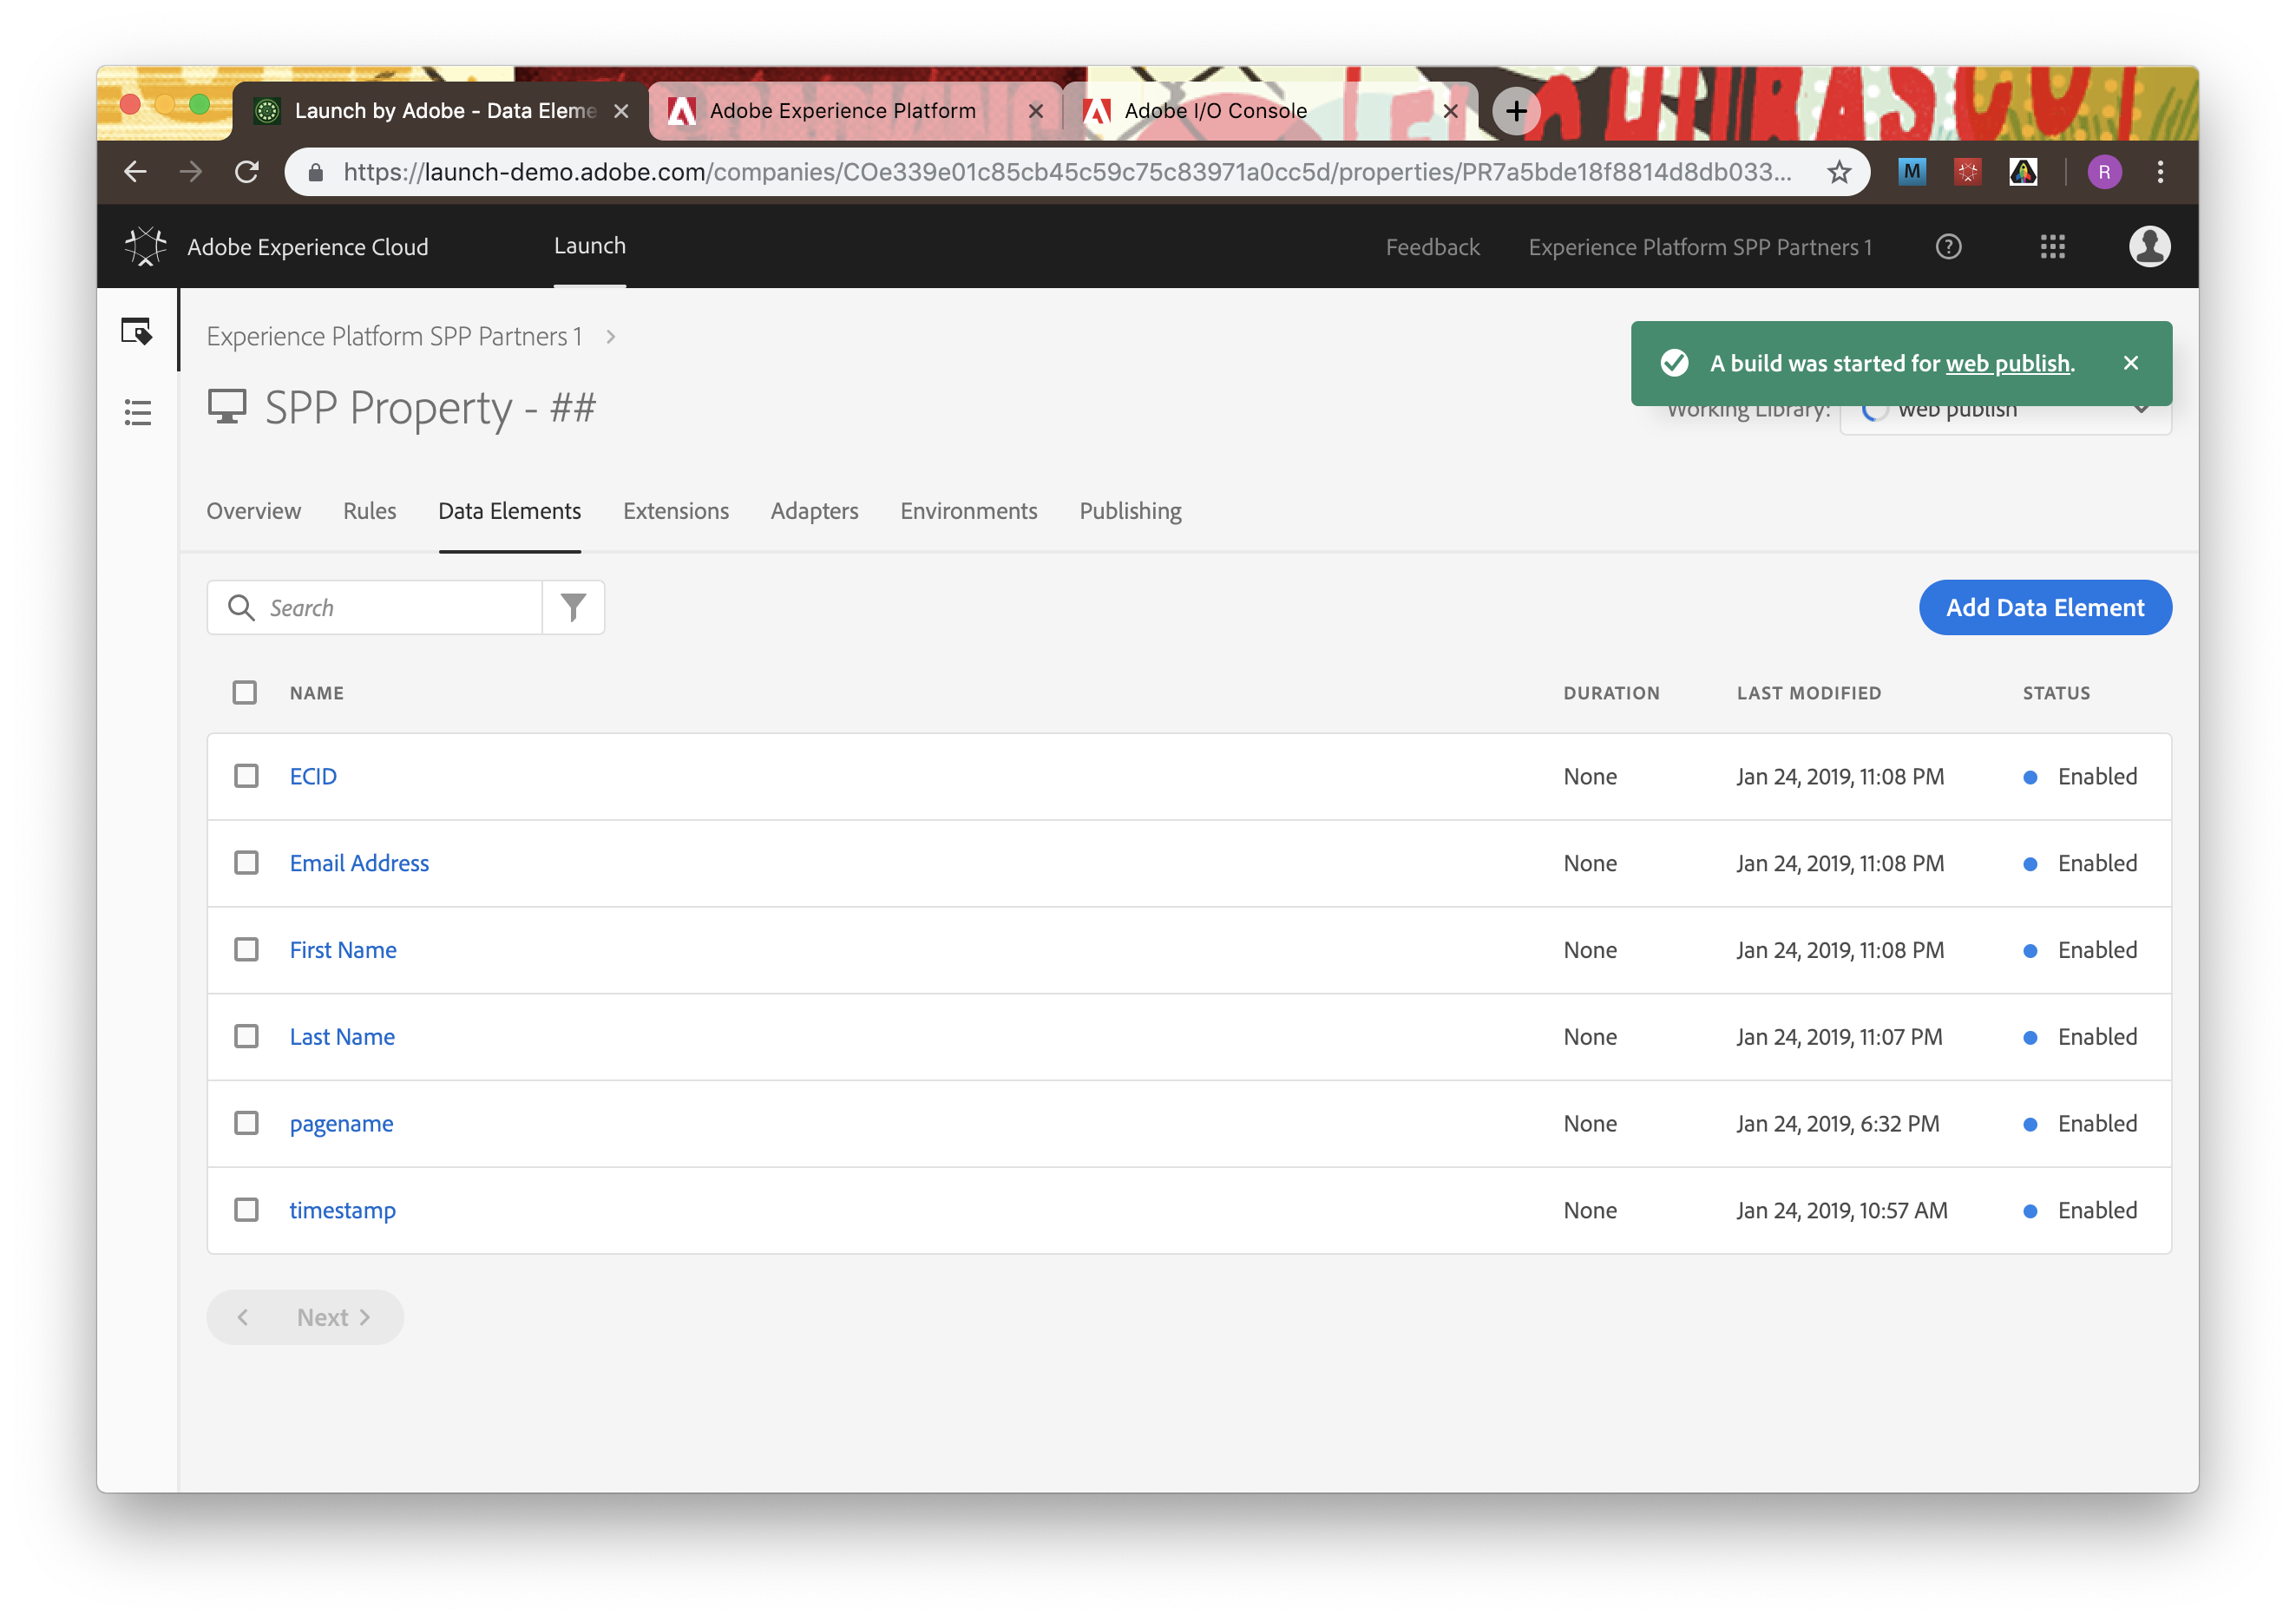 Launch by Adobe - Data Eleme
Adobe Experience Platform
Adobe I/O Console
https://launch-demo.adobe.com/companies/COe339e01c85cb45c59c75c83971a0cc5d/properties/PR7a5bde18f8814d8db033...
M
R
Adobe Experience Cloud
Launch
Feedback
Experience Platform SPP Partners 1
Experience Platform SPP Partners 1
A build was started for web publish.
SPP Property - ##
Working Library:
web publish
Overview
Rules
Data Elements
Extensions
Adapters
Environments
Publishing
Search
Add Data Element
NAME DURATION LAST MODIFIED STATUS
ECID None Jan 24, 2019, 11:08 PM Enabled
Email Address None Jan 24, 2019, 11:08 PM Enabled
First Name None Jan 24, 2019, 11:08 PM Enabled
Last Name None Jan 24, 2019, 11:07 PM Enabled
pagename None Jan 24, 2019, 6:32 PM Enabled
timestamp None Jan 24, 2019, 10:57 AM Enabled
Next